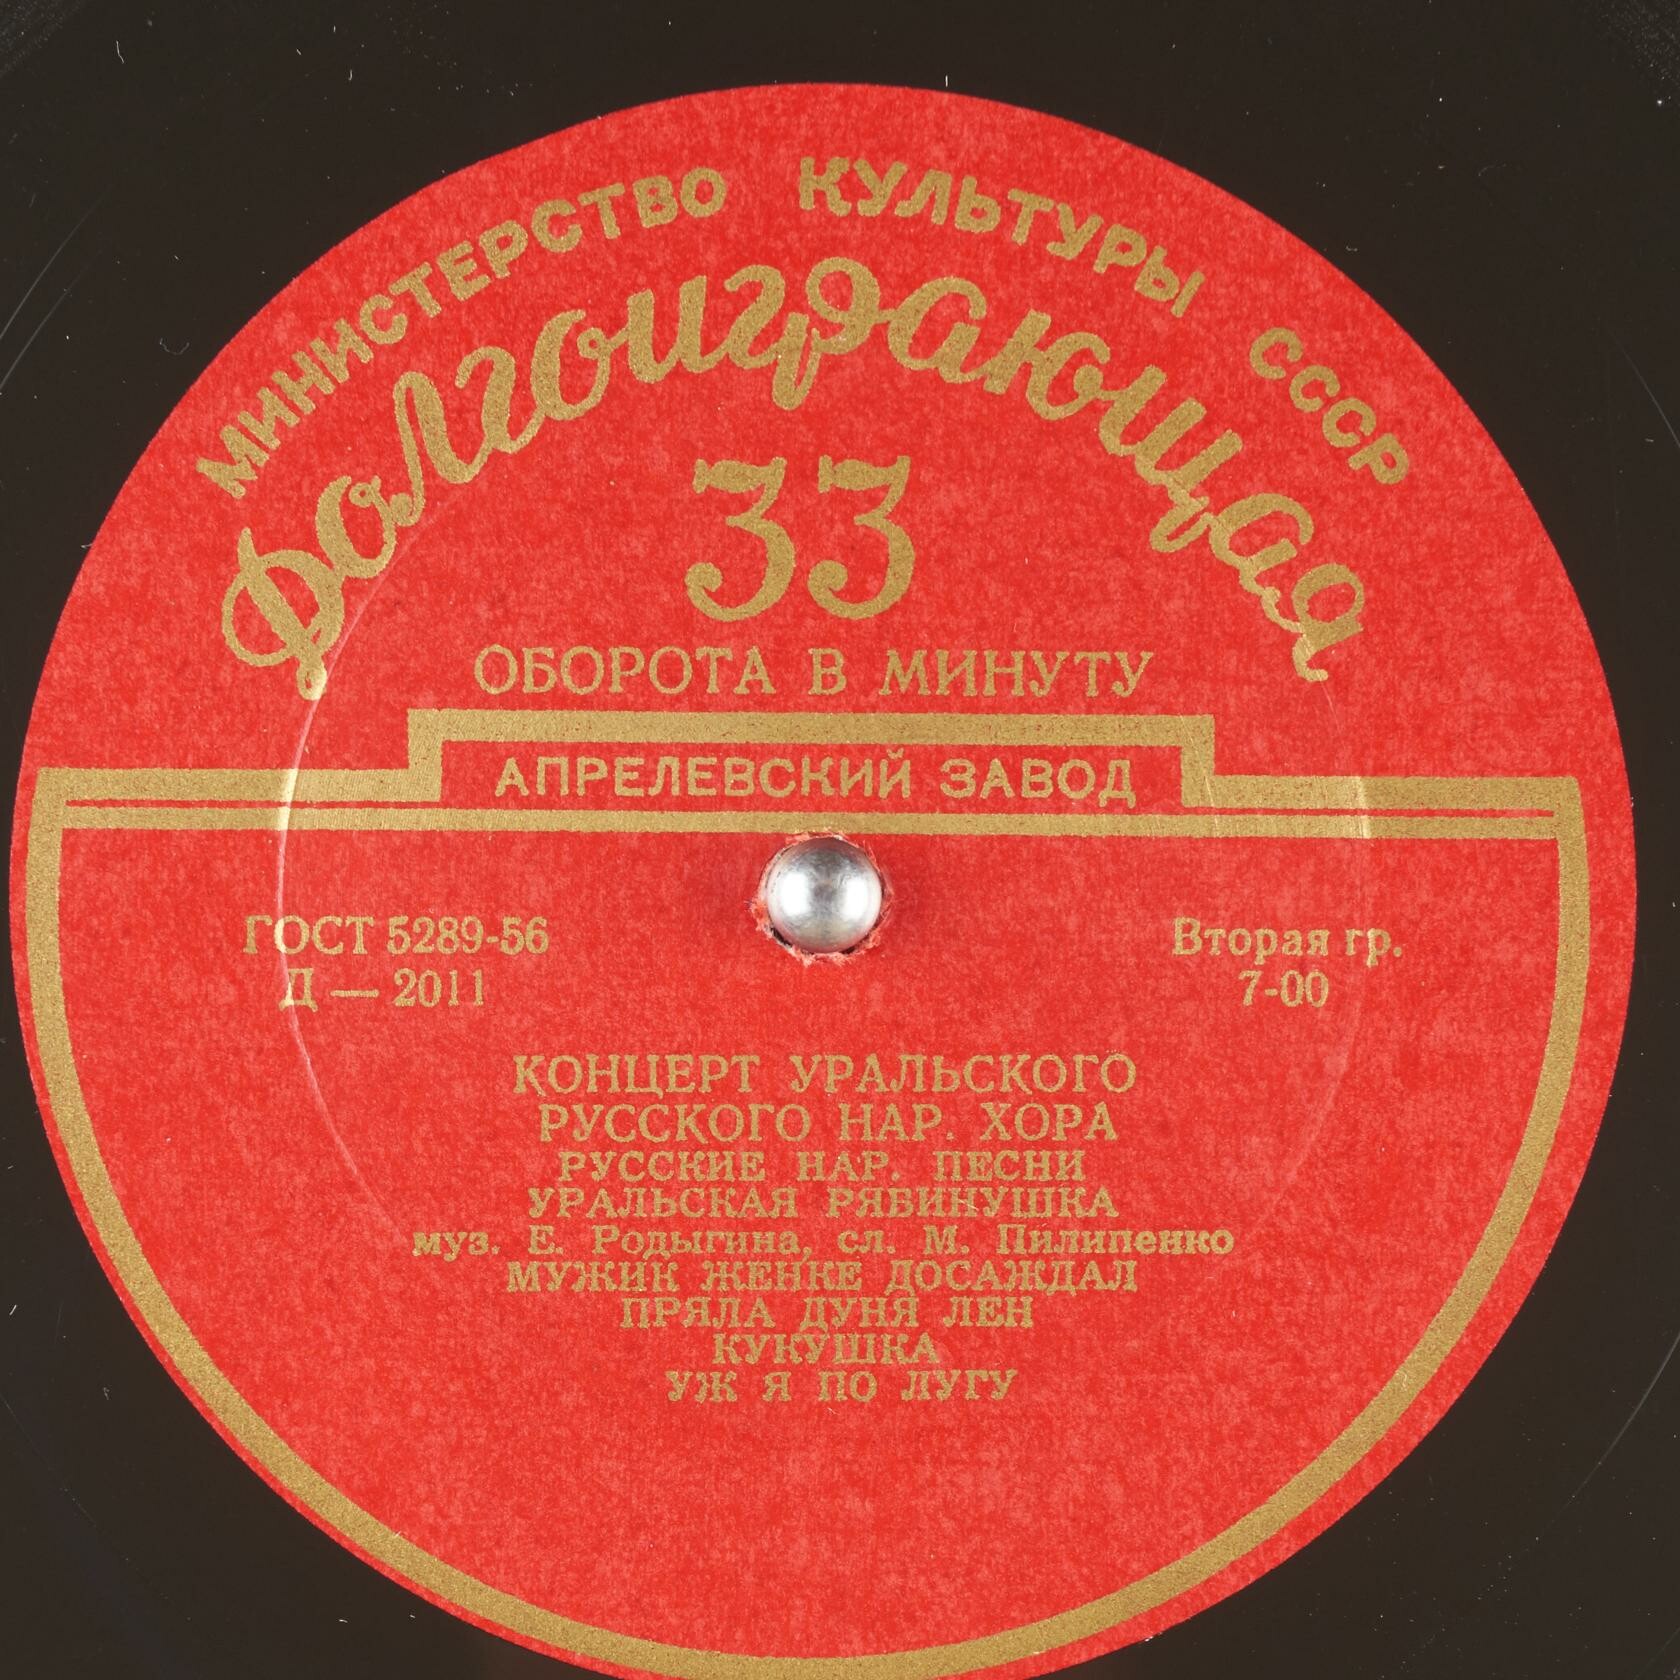 МИНИСТЕРСТВО КУЛЬТУРЫ СССР
Долгоиграющая
33
ОБОРОТА В МИНУТУ
АПРЕЛЕВСКИЙ ЗАВОД
ГОСТ 5289-56
Д — 2011
Вторая гр.
7-00
КОНЦЕРТ УРАЛЬСКОГО
РУССКОГО НАР. ХОРА
РУССКИЕ НАР. ПЕСНИ
УРАЛЬСКАЯ РЯБИНУШКА
муз. Е. Родыгина, сл. М. Пилипенко
МУЖИК ЖЕНКЕ ДОСАЖДАЛ
ПРЯЛА ДУНЯ ЛЕН
КУКУШКА
УЖ Я ПО ЛУГУ